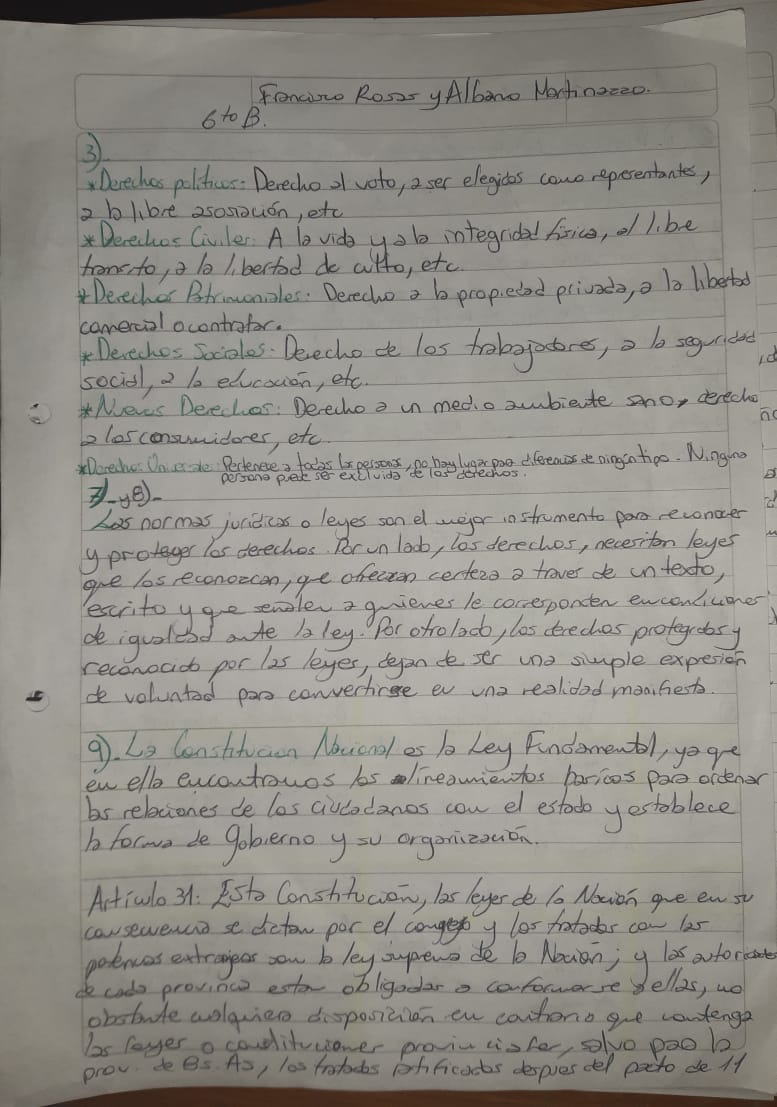 Francisco Rosas y Albano Martinazzo.
6to B.
3)
*Derechos políticos: Derecho al voto, a ser elegidos como representantes,
a la libre asosiación, etc
*Derechos Civiles: A la vida y a la integridad física, al libre
transito, a la libertad de culto, etc.
*Derechos Patrimoniales: Derecho a la propiedad privada, a la libertad
comercial o contratar.
*Derechos Sociales: Derecho de los trabajadores, a la seguridad
social, a la educación, etc.
*Nuevos Derechos: Derecho a un medio ambiente sano, derecho
a los consumidores, etc.
*Derechos Universales: Pertenece a todas las personas, no hay lugar para diferencias de ningún tipo. Ninguna
persona puede ser excluida de los derechos.
7)-y8)-
Las normas jurídicas o leyes son el mejor instrumento para reconocer
y proteger los derechos. Por un lado, los derechos, necesitan leyes
que los reconozcan, que ofrezcan certeza a traves de un texto,
escrito y que señalen a quienes le corresponden en condiciones
de igualdad ante la ley. Por otro lado, los derechos protegidos y
reconocido por las leyes, dejan de ser una simple expresión
de voluntad para convertirse en una realidad manifiesta.
9).La Constitucion Nacional es la Ley Fundamental, ya que
en ella encontramos los lineamientos basicos para ordenar
las relaciones de los ciudadanos con el estado y establece
la forma de Gobierno y su organización.
Artículo 31: Esta Constitución, las leyes de la Nación que en su
consecuencia se dictan por el congreso y los tratados con las
potencias extranjeras son la ley suprema de la Nación; y las autoridades
de cada provincia estan obligadas a conformarse a ellas, no
obstante cualquiera disposición en contrario que contenga
las leyes o constituciones provinciales, salvo para la
prov. de Bs. As, los tratados ratificados despues del pacto de 11